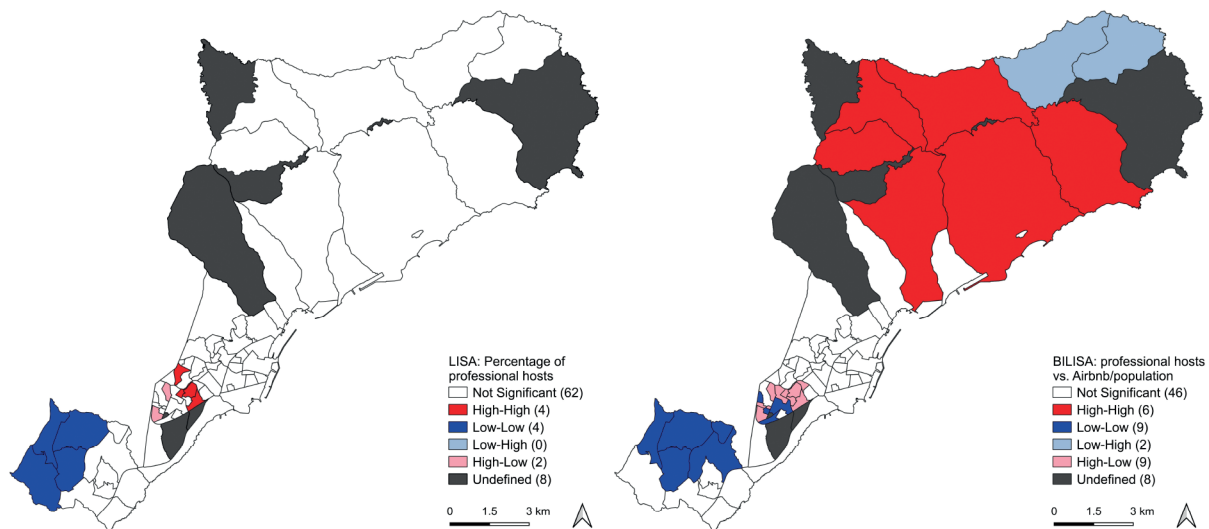 LISA: Percentage of
professional hosts
Not Significant (62)
High-High (4)
Low-Low (4)
Low-High (0)
High-Low (2)
Undefined (8)
0 1.5 3 km
BILISA: professional hosts
vs. Airbnb/population
Not Significant (46)
High-High (6)
Low-Low (9)
Low-High (2)
High-Low (9)
Undefined (8)
0 1.5 3 km